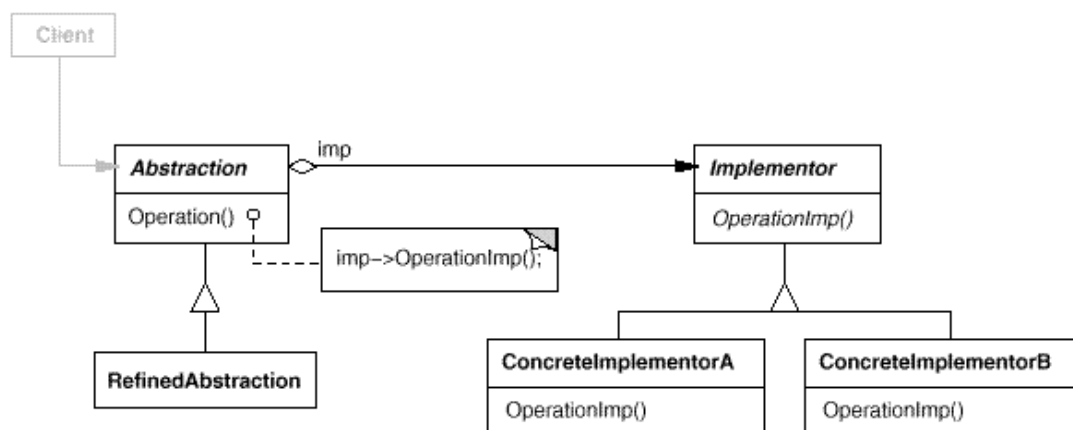 Client
imp
Abstraction
Implementor
Operation()
OperationImp()
imp->OperationImp();
RefinedAbstraction
ConcreteImplementorA
ConcreteImplementorB
OperationImp()
OperationImp()